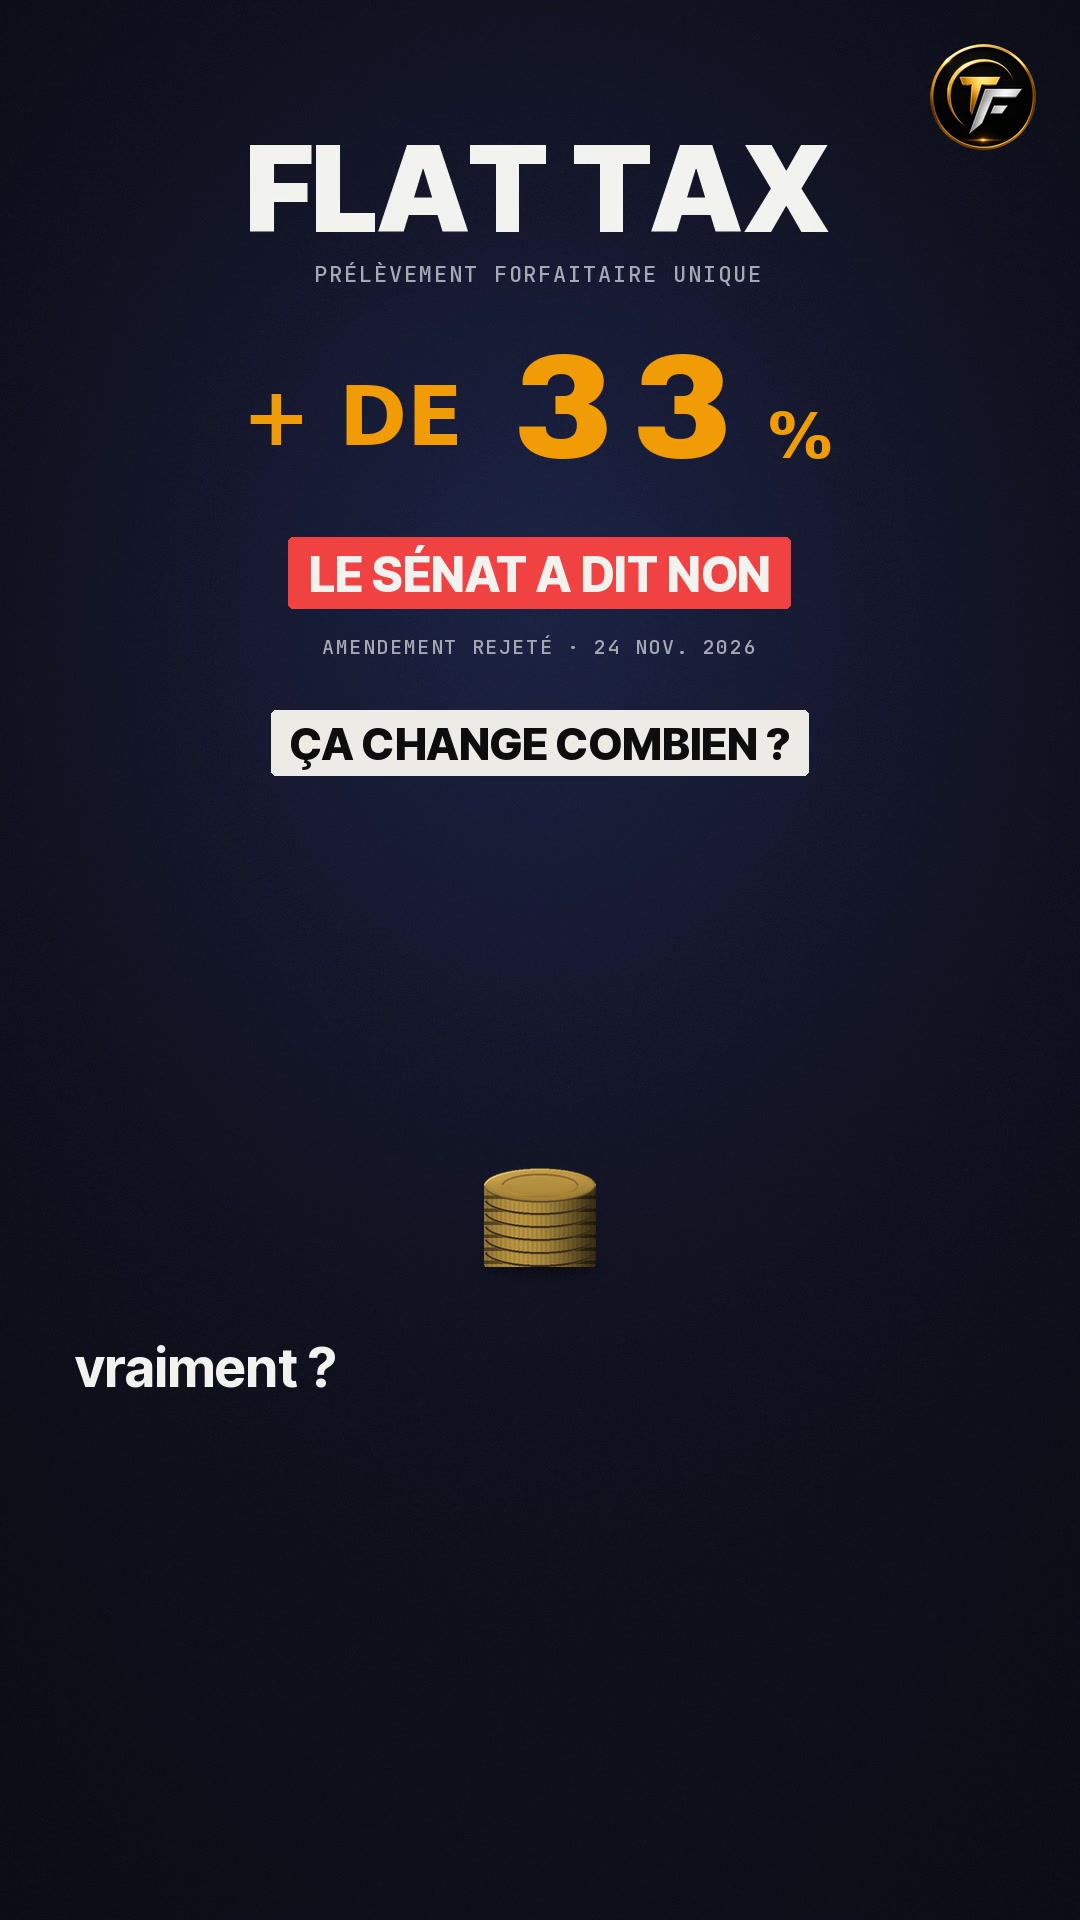 TF
FLAT TAX
PRÉLÈVEMENT FORFAITAIRE UNIQUE
+ DE 33 %
LE SÉNAT A DIT NON
AMENDEMENT REJETÉ · 24 NOV. 2026
ÇA CHANGE COMBIEN ?
vraiment ?